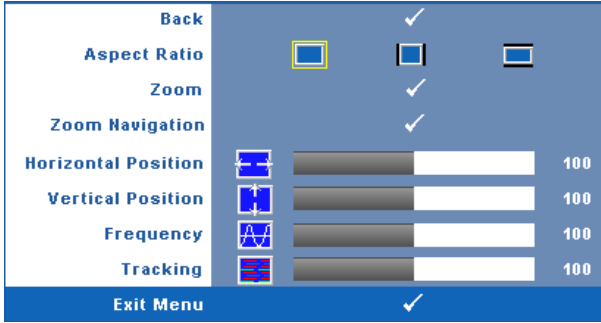 Back
Aspect Ratio
Zoom
Zoom Navigation
Horizontal Position 100
Vertical Position 100
Frequency 100
Tracking 100
Exit Menu